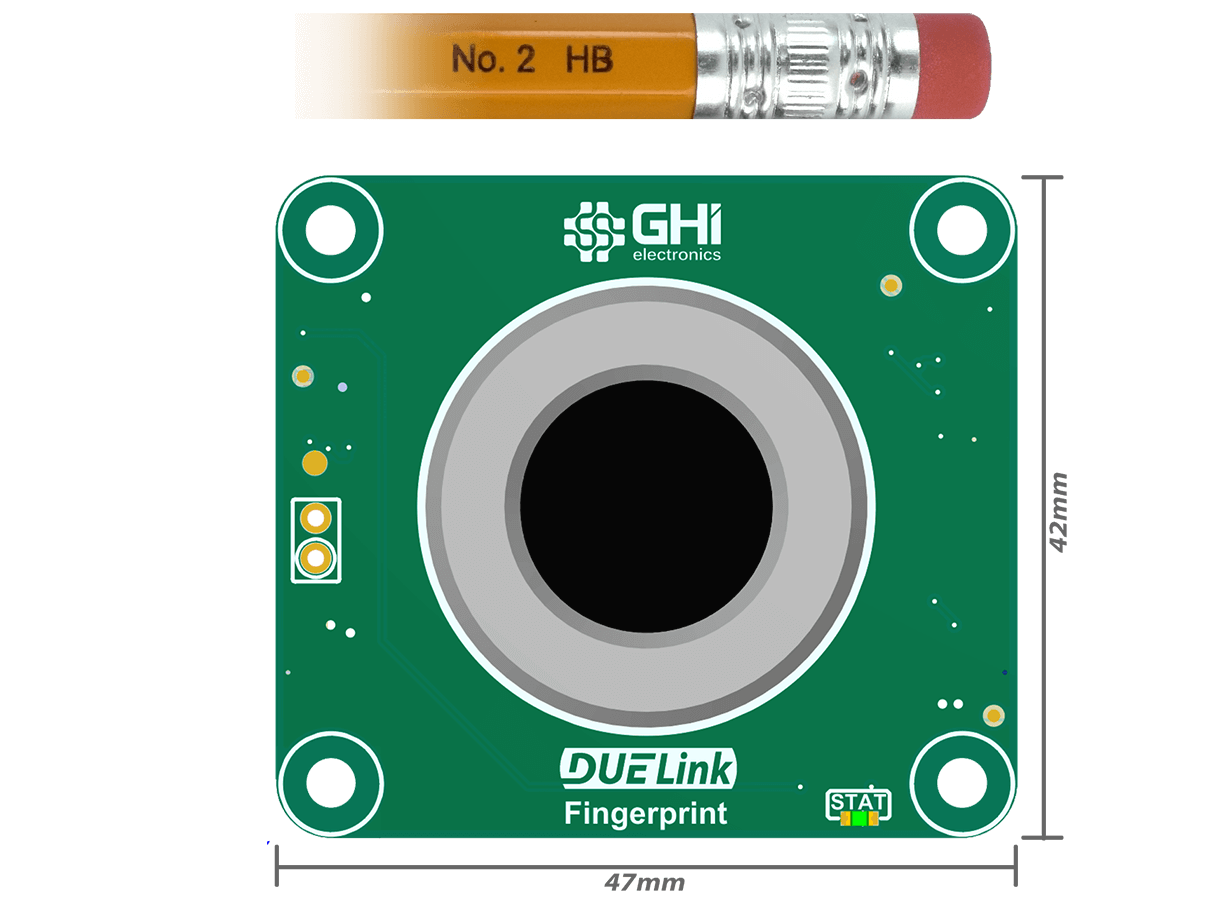 No. 2 HB
GHI
electronics
42mm
DUELink
Fingerprint
STAT
47mm